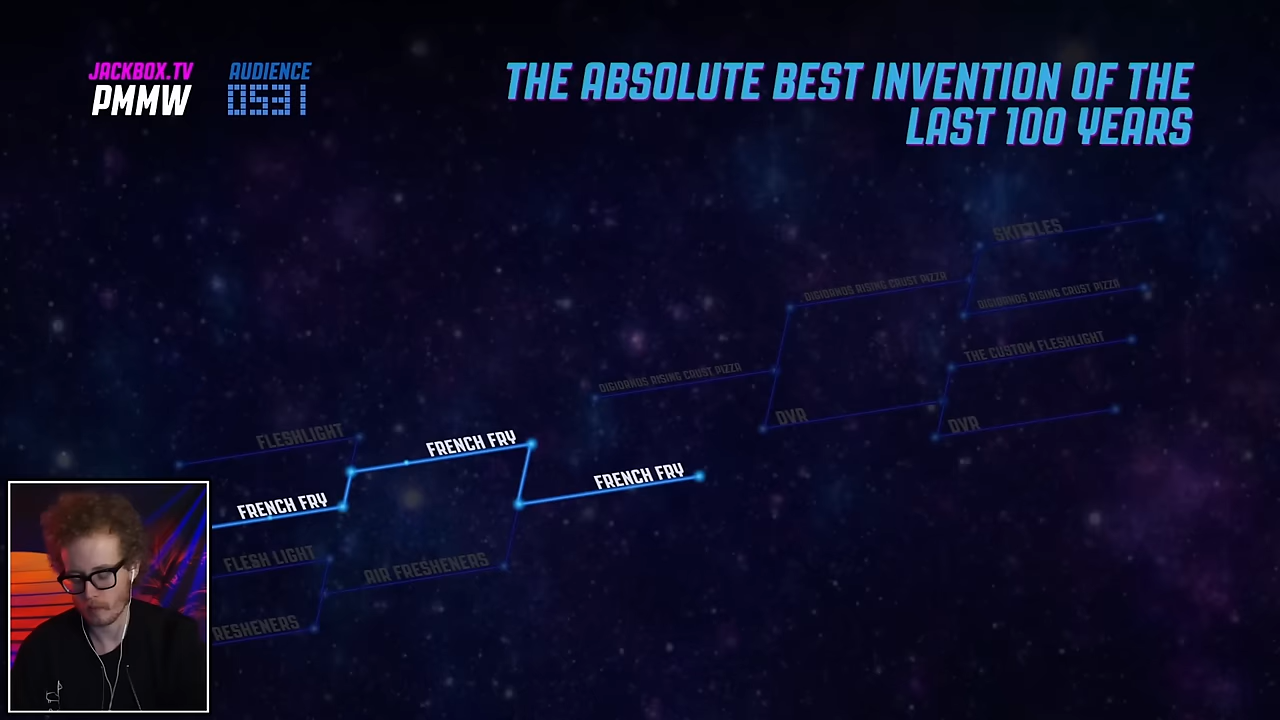 JACKBOX.TV
PMMW
AUDIENCE
0531
THE ABSOLUTE BEST INVENTION OF THE
LAST 100 YEARS
SKITTLES
DIGIORNOS RISING CRUST PIZZA
DIGIORNOS RISING CRUST PIZZA
THE CUSTOM FLESHLIGHT
DIGIORNOS RISING CRUST PIZZA
DVR
DVR
FLESHLIGHT
FRENCH FRY
FRENCH FRY
FRENCH FRY
FLESH LIGHT
AIR FRESHENERS
RESHENERS